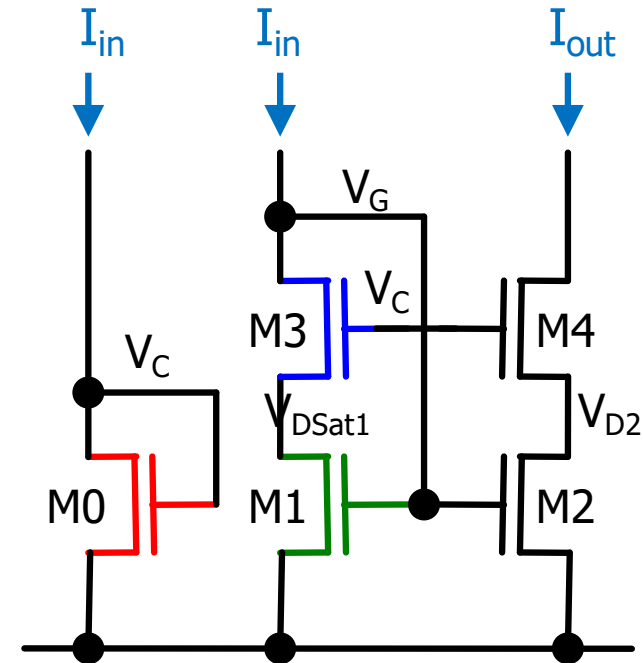 Iin Iin Iout
VG
M3 VC M4
VC
VDSat1 VD2
M0 M1 M2